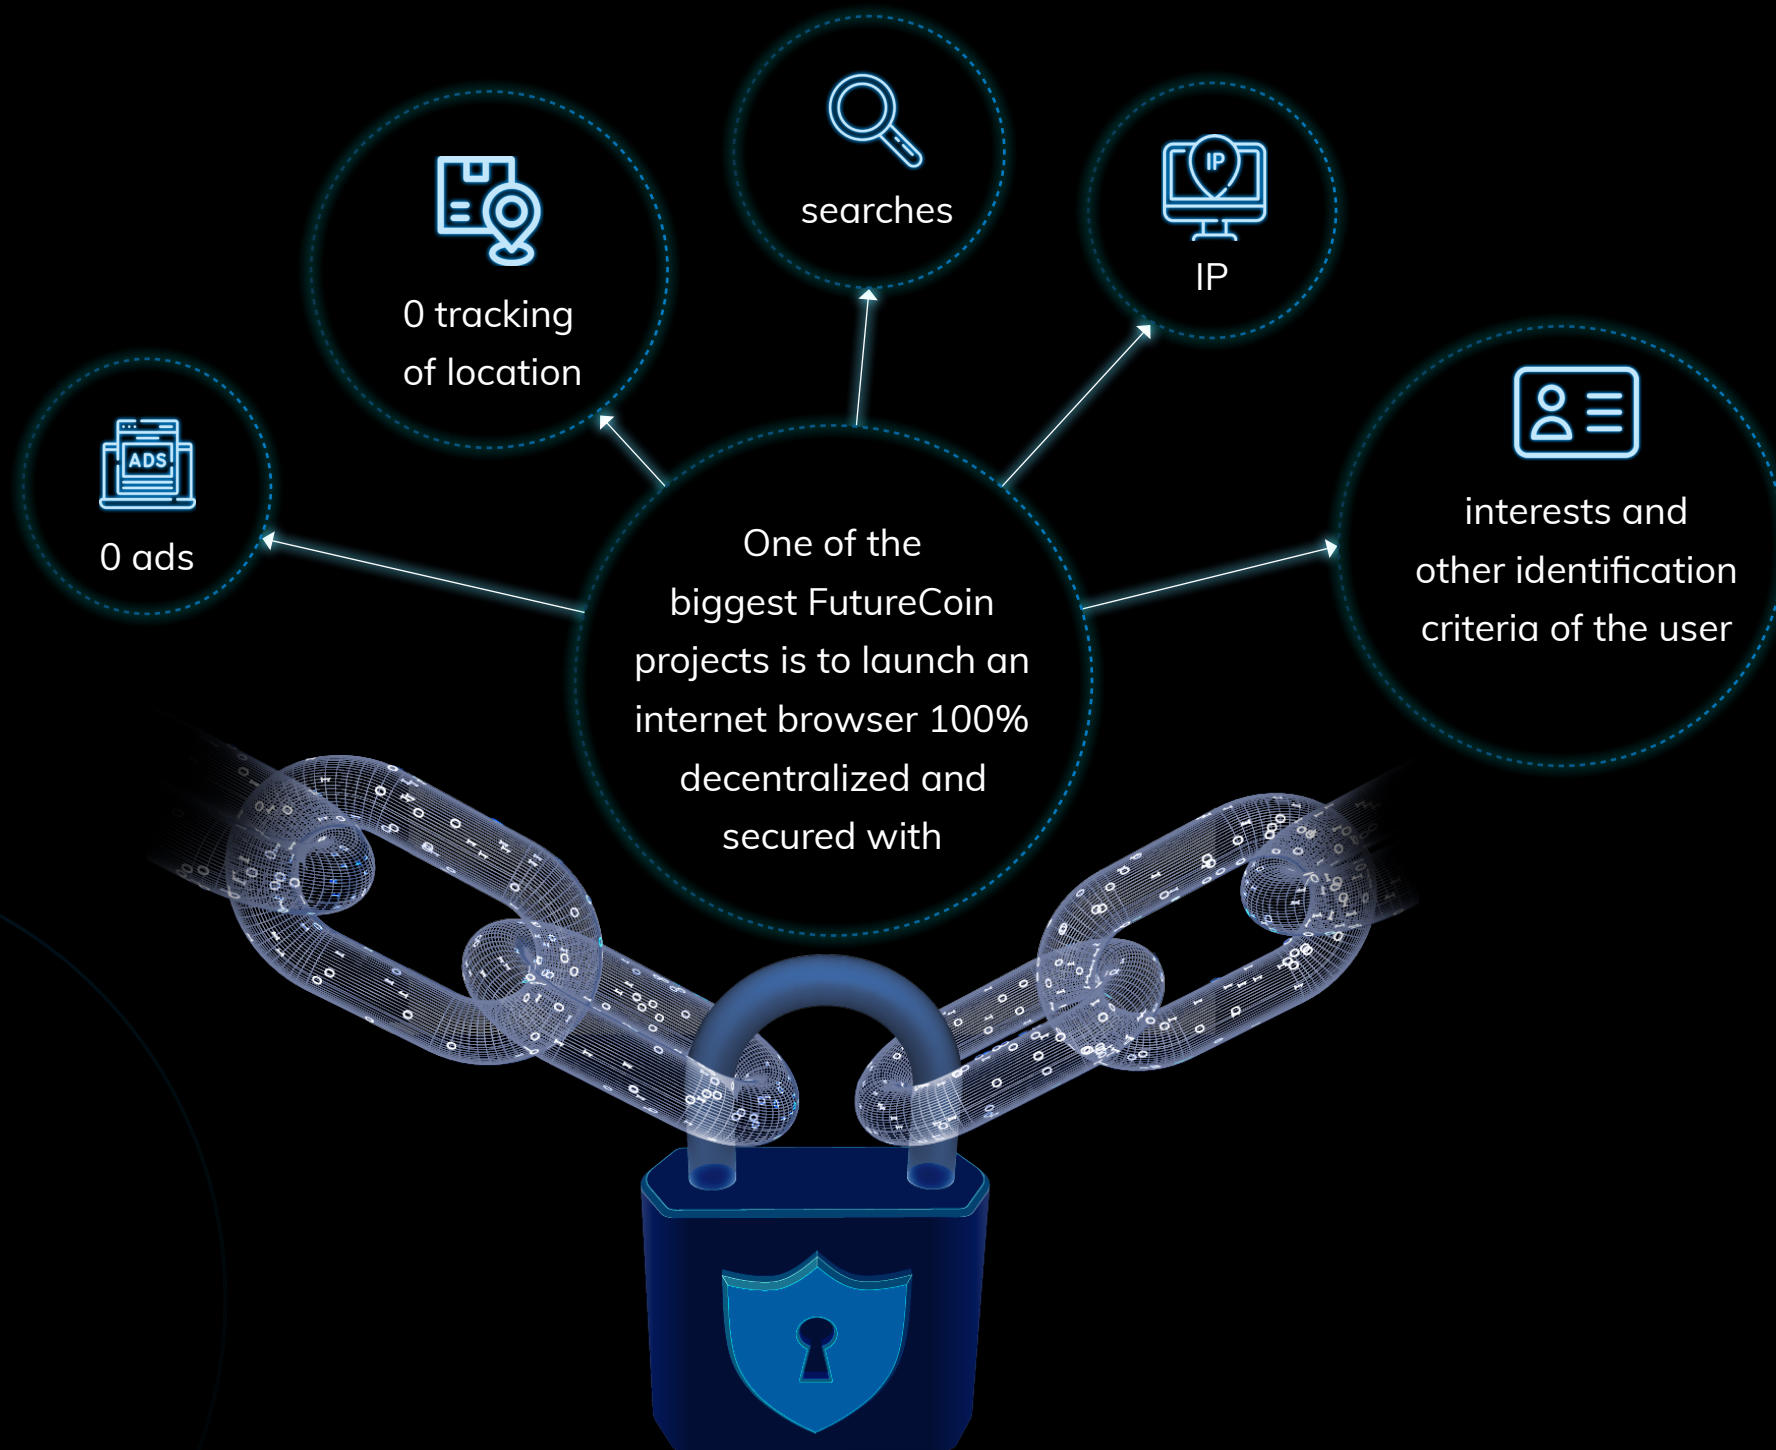 searches
IP
IP
0 tracking
of location
ADS
0 ads
interests and
other identification
criteria of the user
One of the
biggest FutureCoin
projects is to launch an
internet browser 100%
decentralized and
secured with